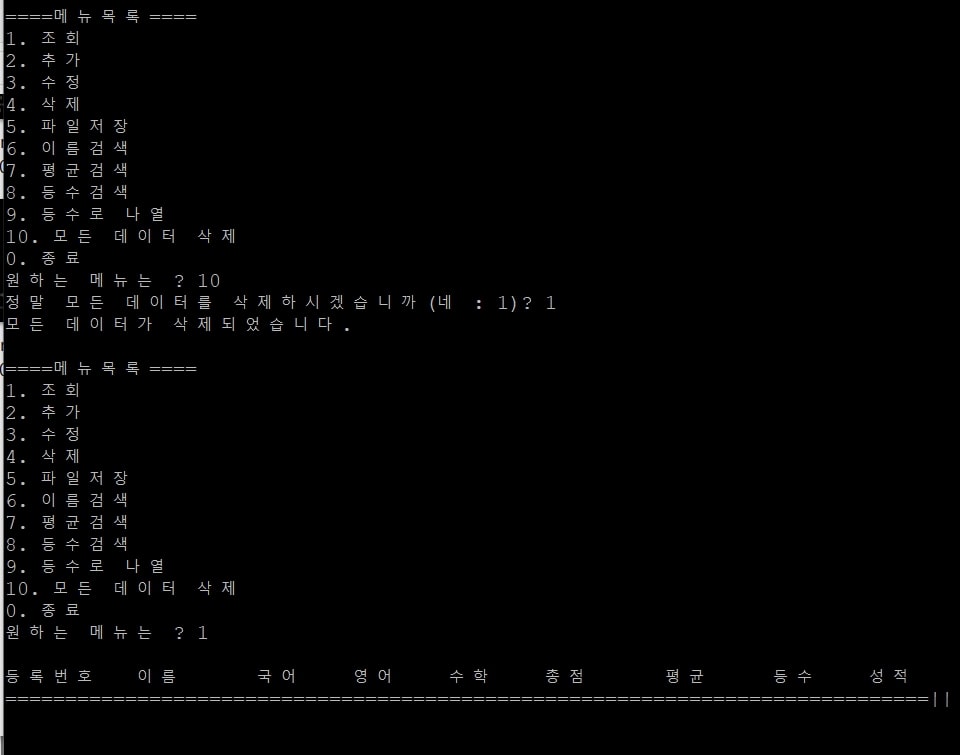 ====메뉴목록====
1. 조회
2. 추가
3. 수정
4. 삭제
5. 파일저장
6. 이름검색
7. 평균검색
8. 등수검색
9. 등수로 나열
10. 모든 데이터 삭제
0. 종료
원하는 메뉴는 ? 10
정말 모든 데이터를 삭제하시겠습니까(네 : 1)? 1
모든 데이터가 삭제되었습니다.
====메뉴목록====
1. 조회
2. 추가
3. 수정
4. 삭제
5. 파일저장
6. 이름검색
7. 평균검색
8. 등수검색
9. 등수로 나열
10. 모든 데이터 삭제
0. 종료
원하는 메뉴는 ? 1
등록번호 이름 국어 영어 수학 총점 평균 등수 성적
=============================================================================||